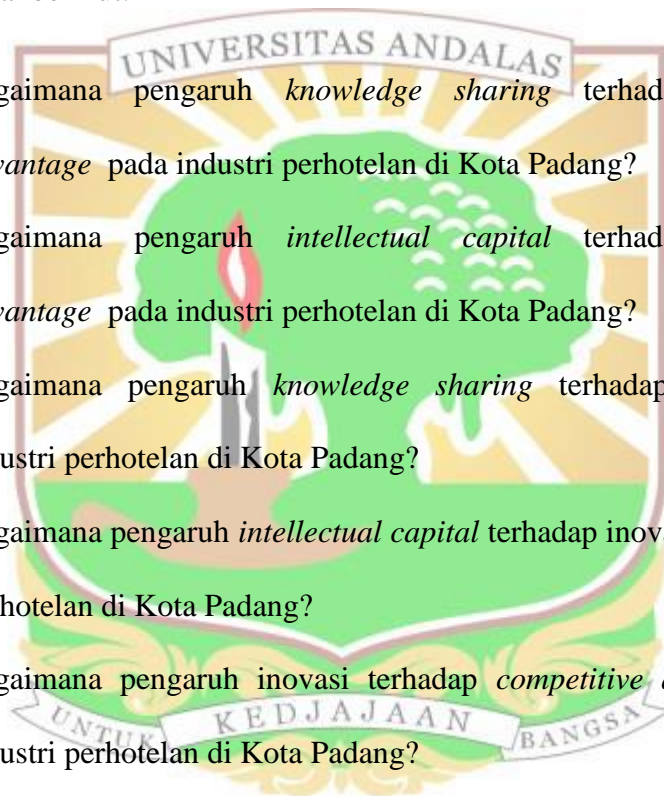 UNIVERSITAS ANDALAS
gaimana pengaruh knowledge sharing terhad
vantage pada industri perhotelan di Kota Padang?
gaimana pengaruh intellectual capital terhad
vantage pada industri perhotelan di Kota Padang?
gaimana pengaruh knowledge sharing terhadap
ustri perhotelan di Kota Padang?
gaimana pengaruh intellectual capital terhadap inova
hotelan di Kota Padang?
gaimana pengaruh inovasi terhadap competitive
ustri perhotelan di Kota Padang?
UNTUK KEDJAJAAN BANGSA